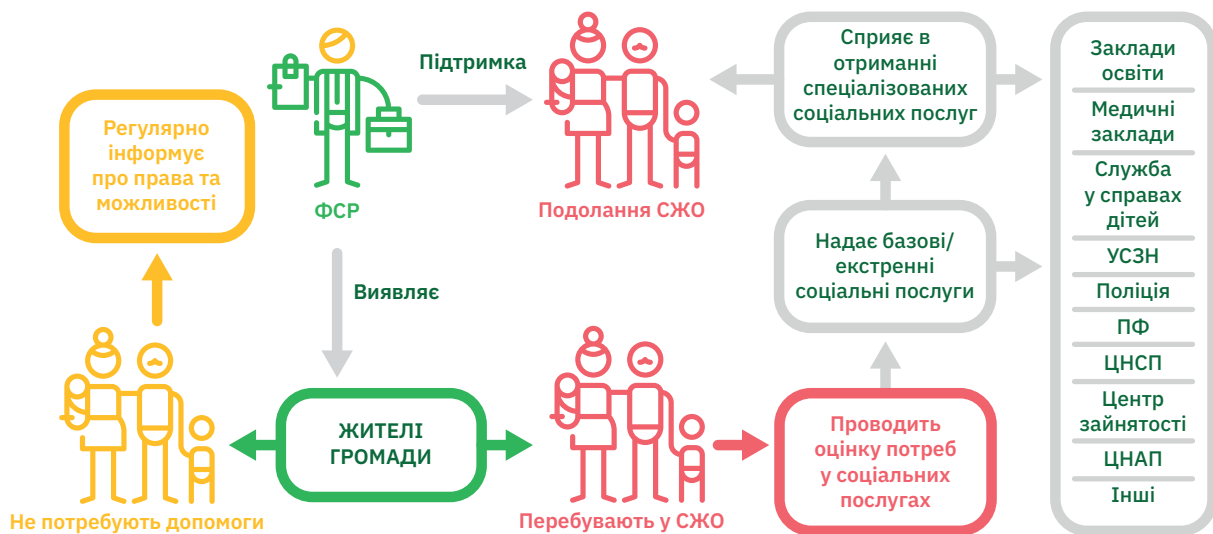 Регулярно
інформує
про права та
можливості
ФСР
Підтримка
Подолання СЖО
Сприяє в
отриманні
спеціалізованих
соціальних послуг
Заклади
освіти
Медичні
заклади
Служба
у справах
дітей
УСЗН
Поліція
ПФ
ЦНСП
Центр
зайнятості
ЦНАП
Інші
Надає базові/
екстренні
соціальні послуги
Виявляє
ЖИТЕЛІ
ГРОМАДИ
Не потребують допомоги
Перебувають у СЖО
Проводить
оцінку потреб
у соціальних
послугах